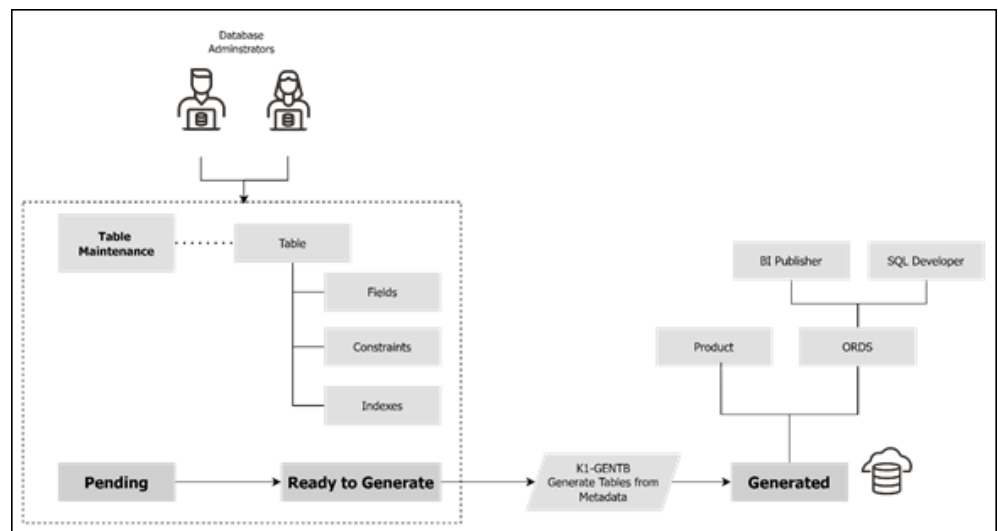 Database
Adminstrators
Table
Maintenance
Table
Fields
Constraints
Indexes
BI Publisher
SQL Developer
Product
ORDS
Pending
Ready to Generate
K1-GENTB
Generate Tables from
Metadata
Generated